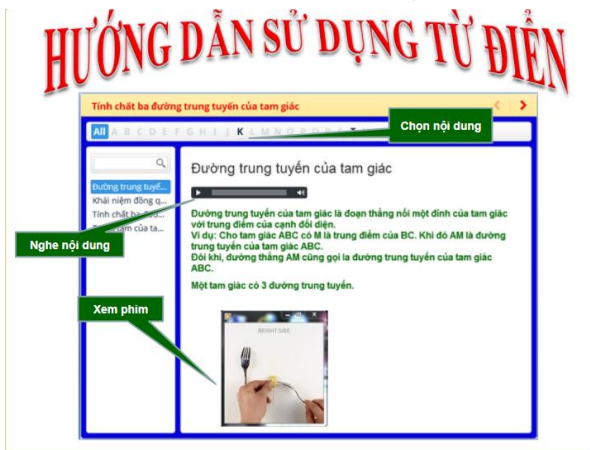 HƯỚNG DẪN SỬ DỤNG TỪ ĐIỂN
Tính chất ba đường trung tuyến của tam giác
All A B C D E F G H I J K L M N O P Q R S T
Chọn nội dung
Đường trung tuyế...
Khái niệm đồng q...
Tính chất ba đườ...
tâm của ta...
Nghe nội dung
Xem phim
Đường trung tuyến của tam giác
Đường trung tuyến của tam giác là đoạn thẳng nối một đỉnh của tam giác
với trung điểm của cạnh đối diện.
Ví dụ: Cho tam giác ABC có M là trung điểm của BC. Khi đó AM là đường
trung tuyến của tam giác ABC.
Đôi khi, đường thẳng AM cũng gọi la đường trung tuyến của tam giác
ABC.
Một tam giác có 3 đường trung tuyến.
BRIGHT SIDE